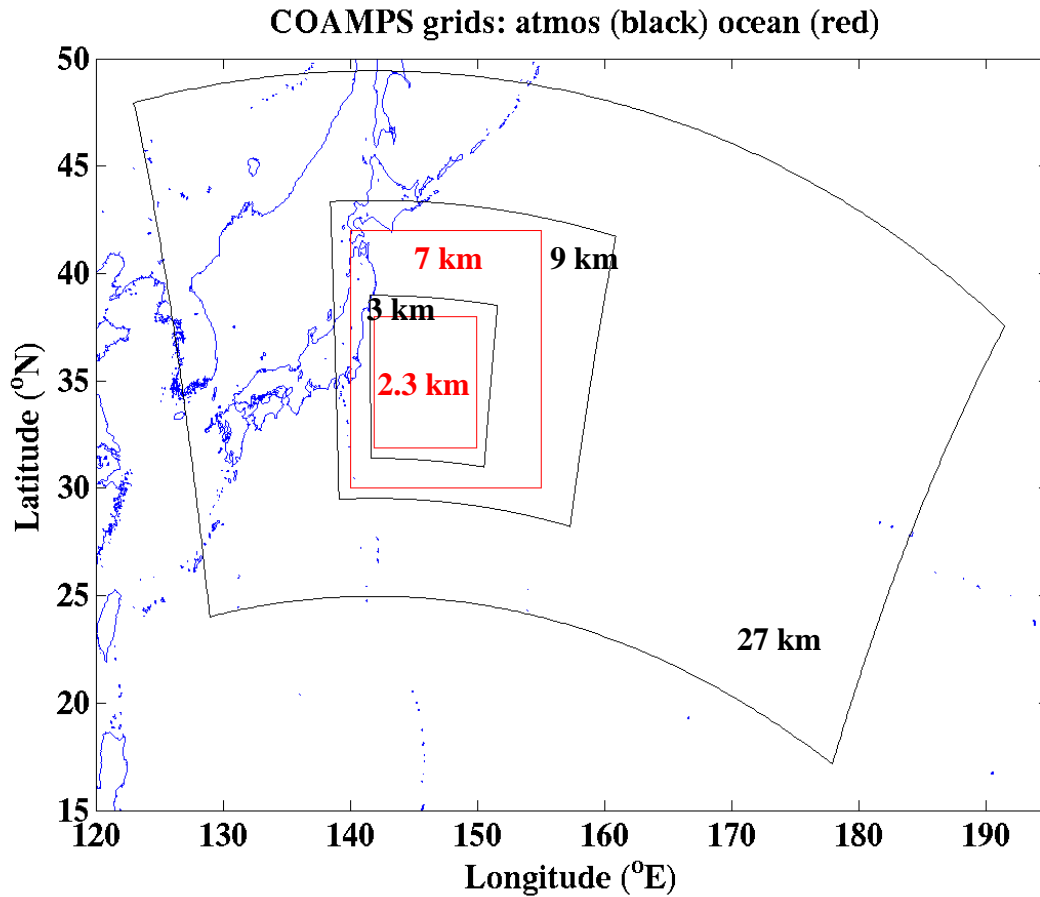 COAMPS grids: atmos (black) ocean (red)
50
45
40
35
30
25
20
15
Latitude (°N)
7 km
9 km
3 km
2.3 km
27 km
120
130
140
150
160
170
180
190
Longitude (°E)